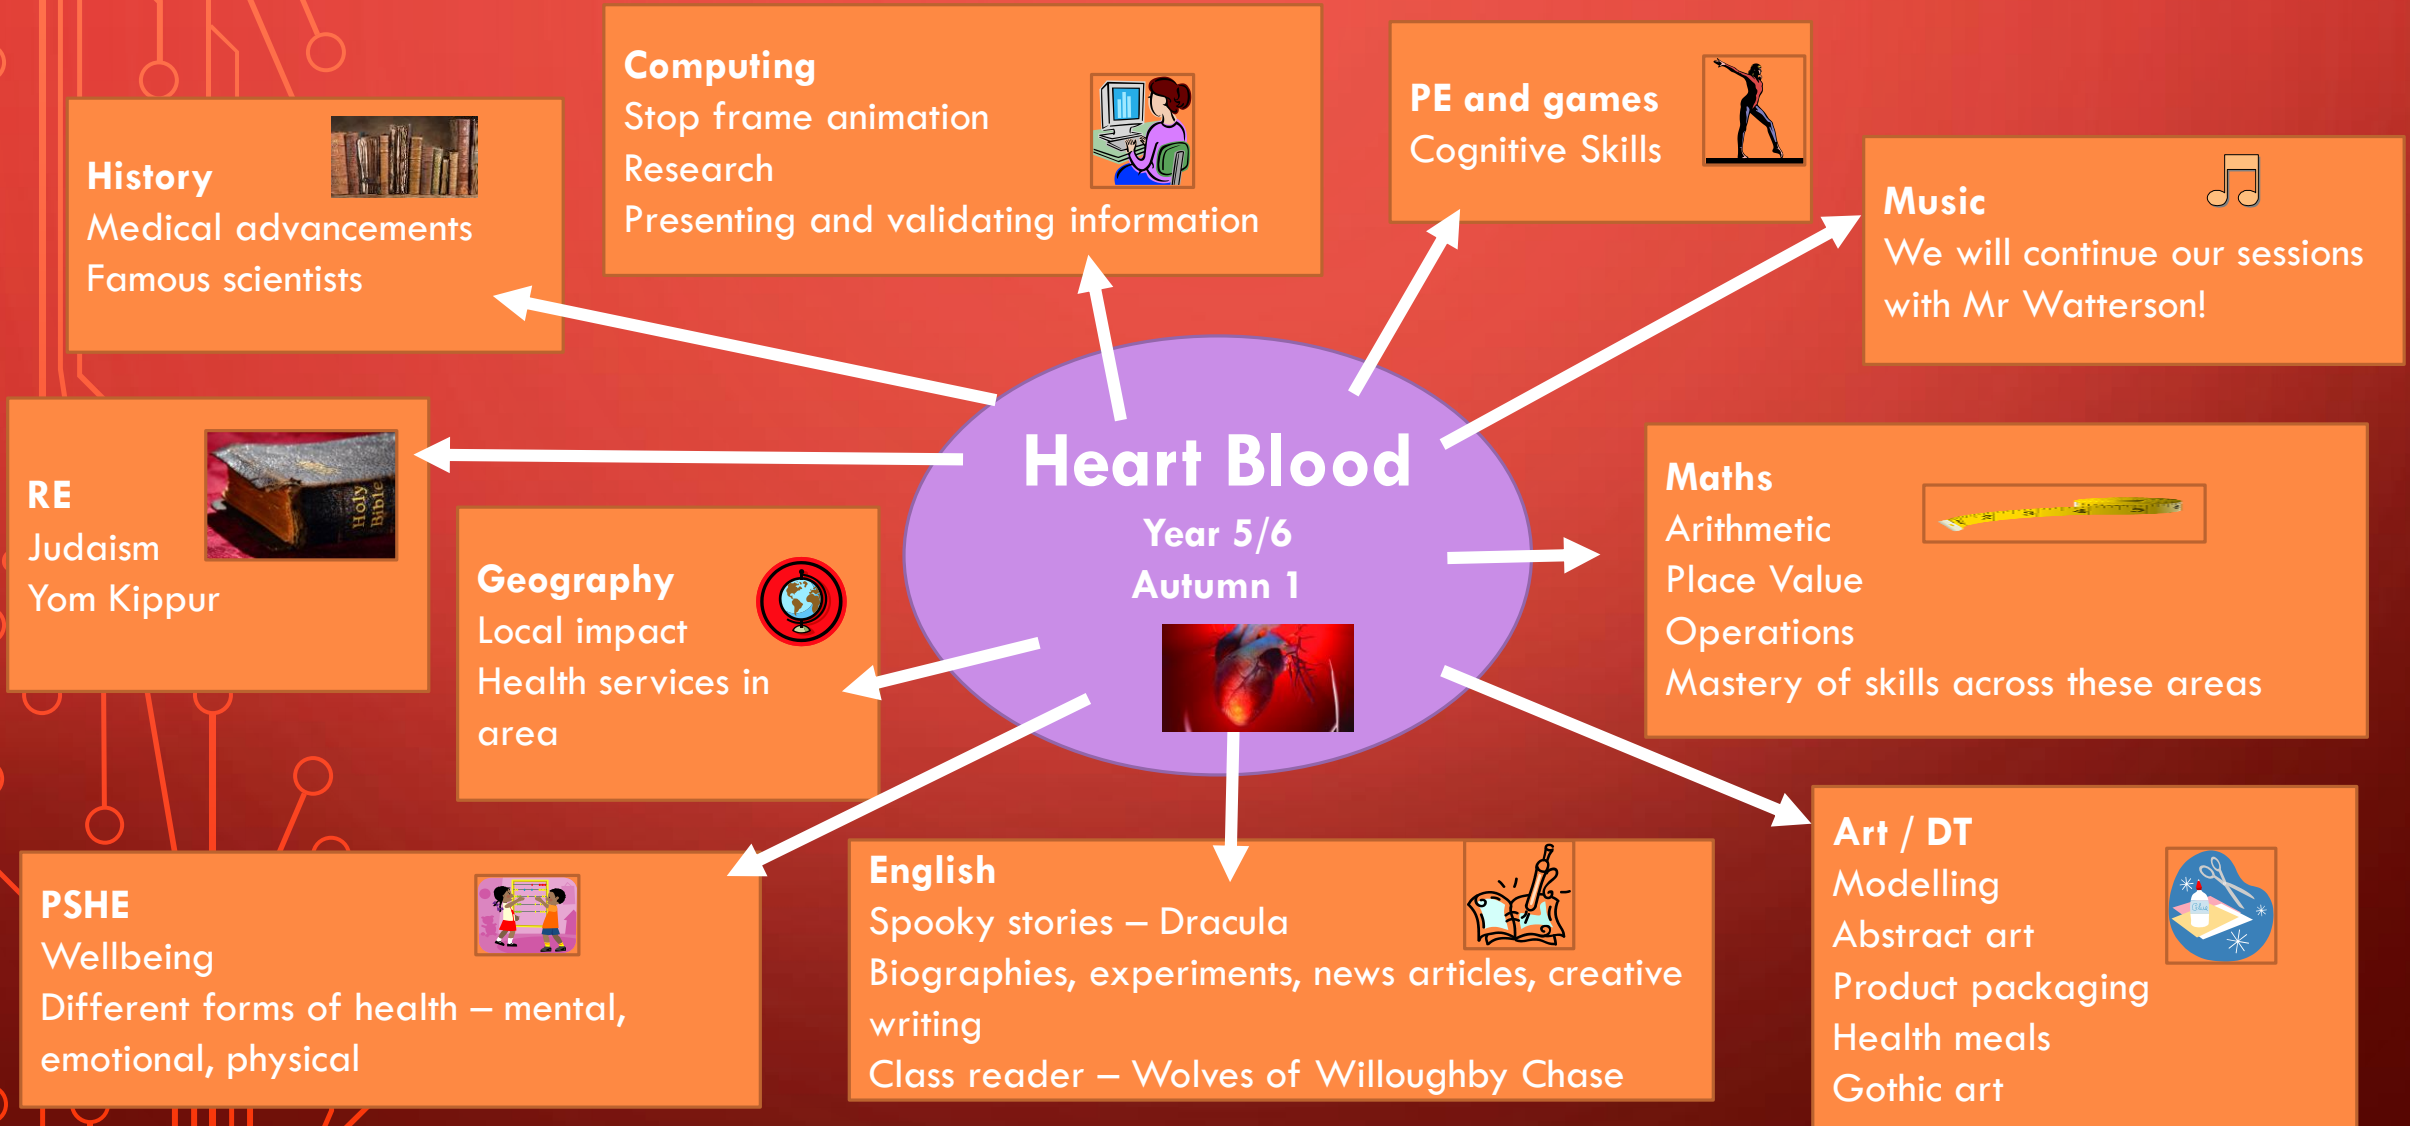 Computing
Stop frame animation
Research
Presenting and validating information
PE and games
Cognitive Skills
History
Medical advancements
Famous scientists
Music
We will continue our sessions
with Mr Watterson!
Heart Blood
Year 5/6
Autumn 1
RE
Judaism
Yom Kippur
Holy
Bible
Geography
Local impact
Health services in
area
Maths
Arithmetic
Place Value
Operations
Mastery of skills across these areas
PSHE
Wellbeing
Different forms of health – mental,
emotional, physical
English
Spooky stories – Dracula
Biographies, experiments, news articles, creative
writing
Class reader – Wolves of Willoughby Chase
Art / DT
Modelling
Abstract art
Product packaging
Health meals
Gothic art
Glue